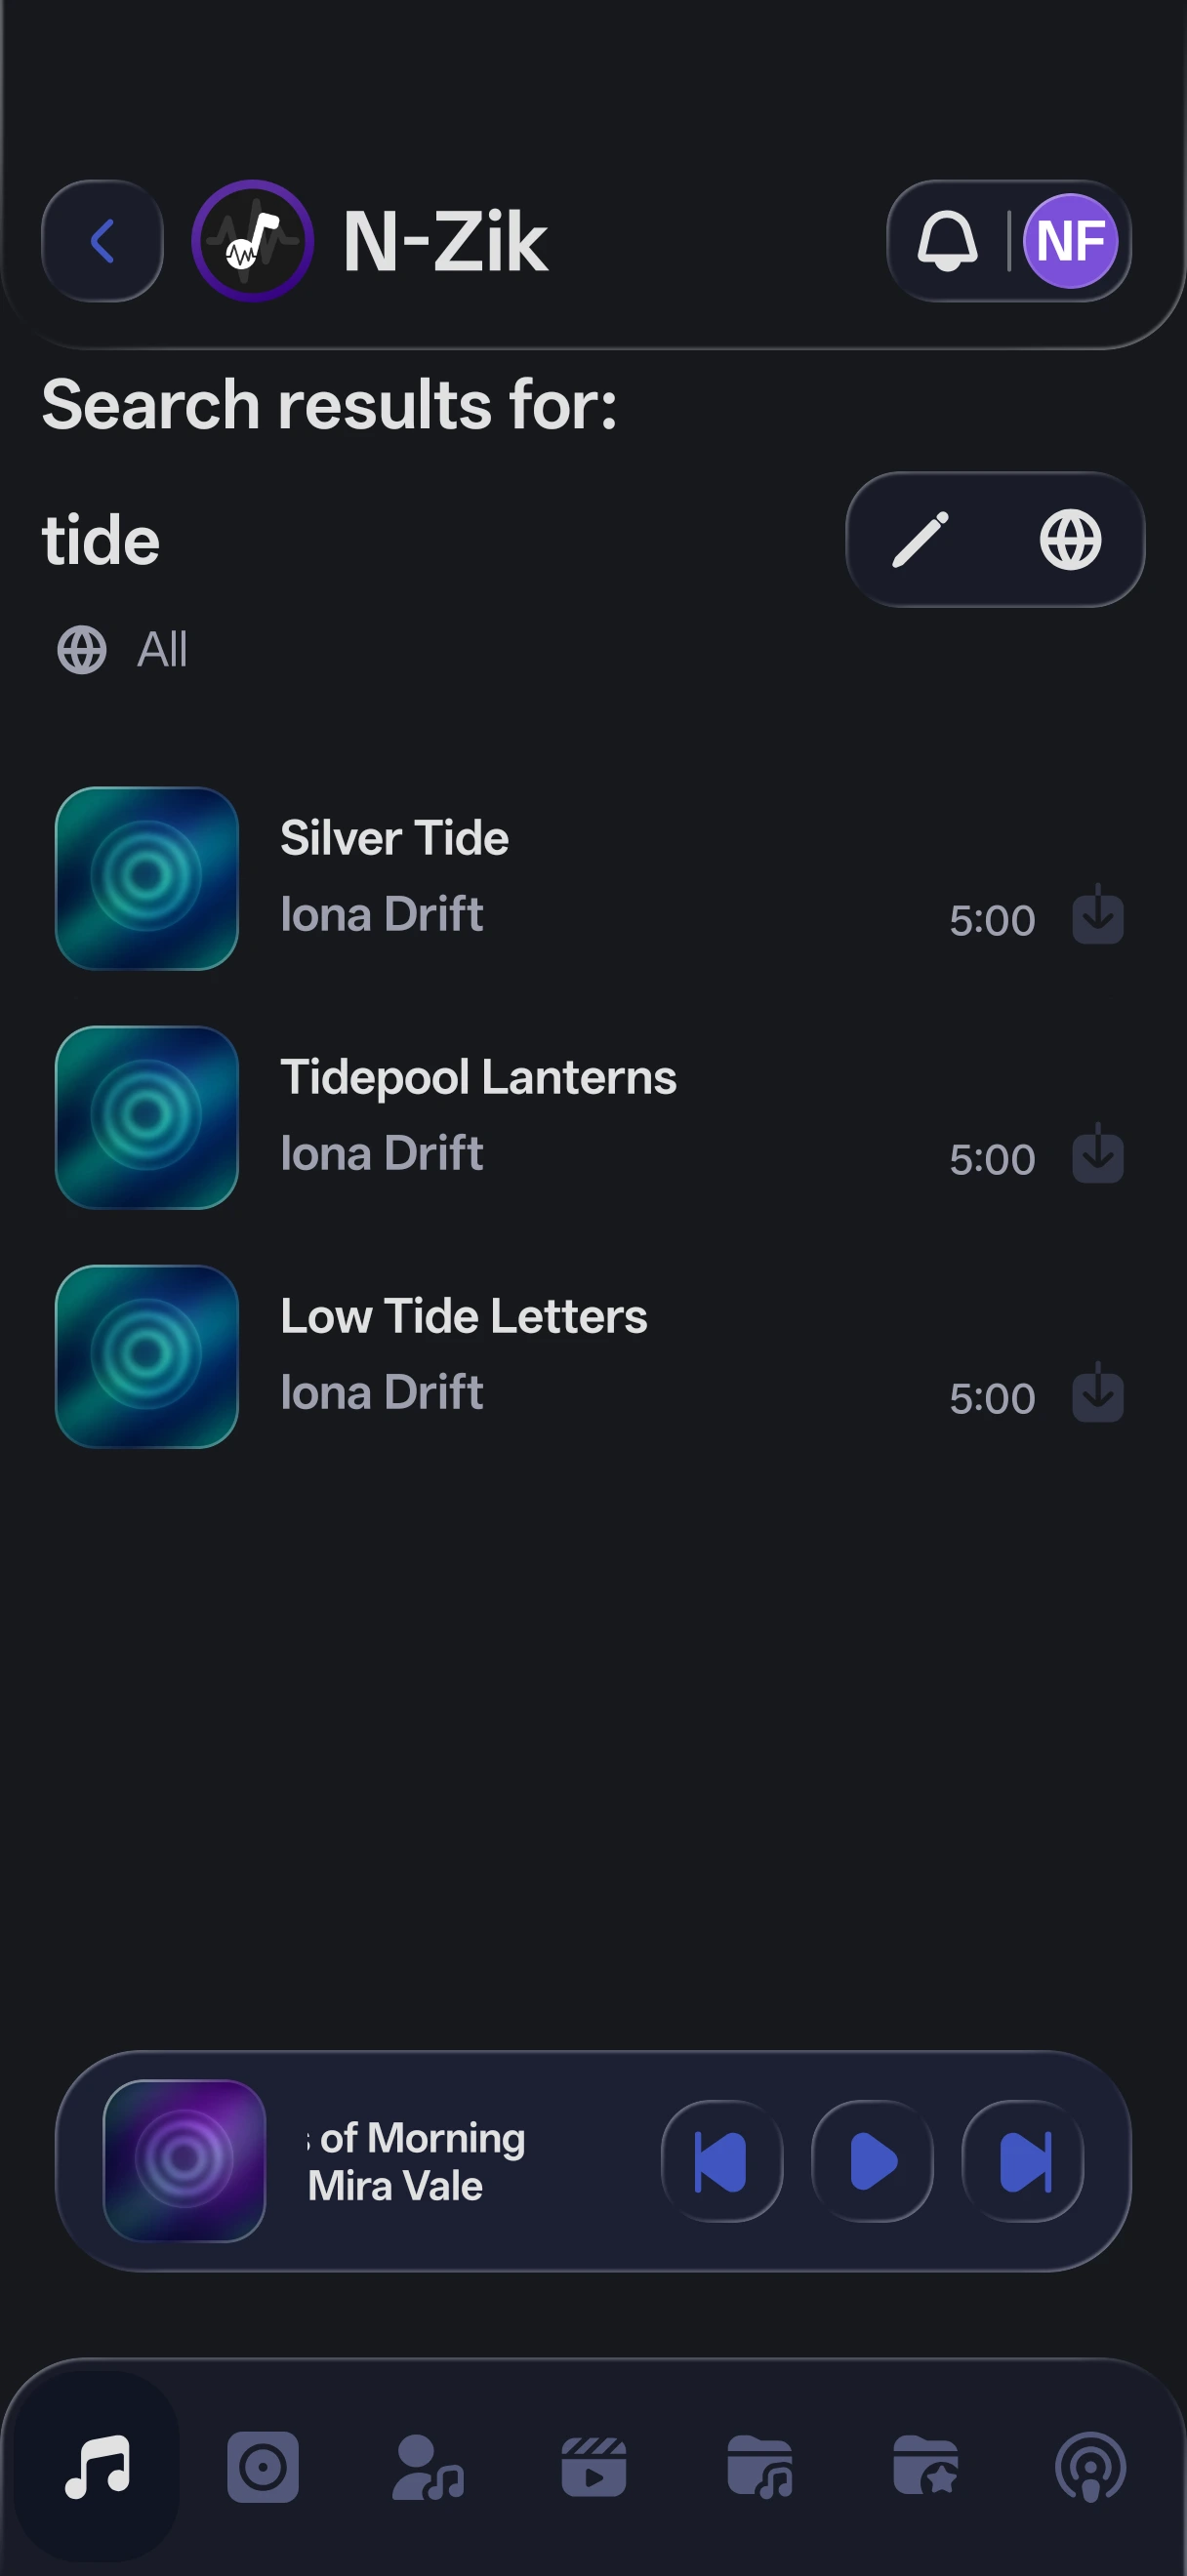 N-Zik
NF
Search results for:
tide
All
Silver Tide
Iona Drift
5:00
Tidepool Lanterns
Iona Drift
5:00
Low Tide Letters
Iona Drift
5:00
of Morning
Mira Vale